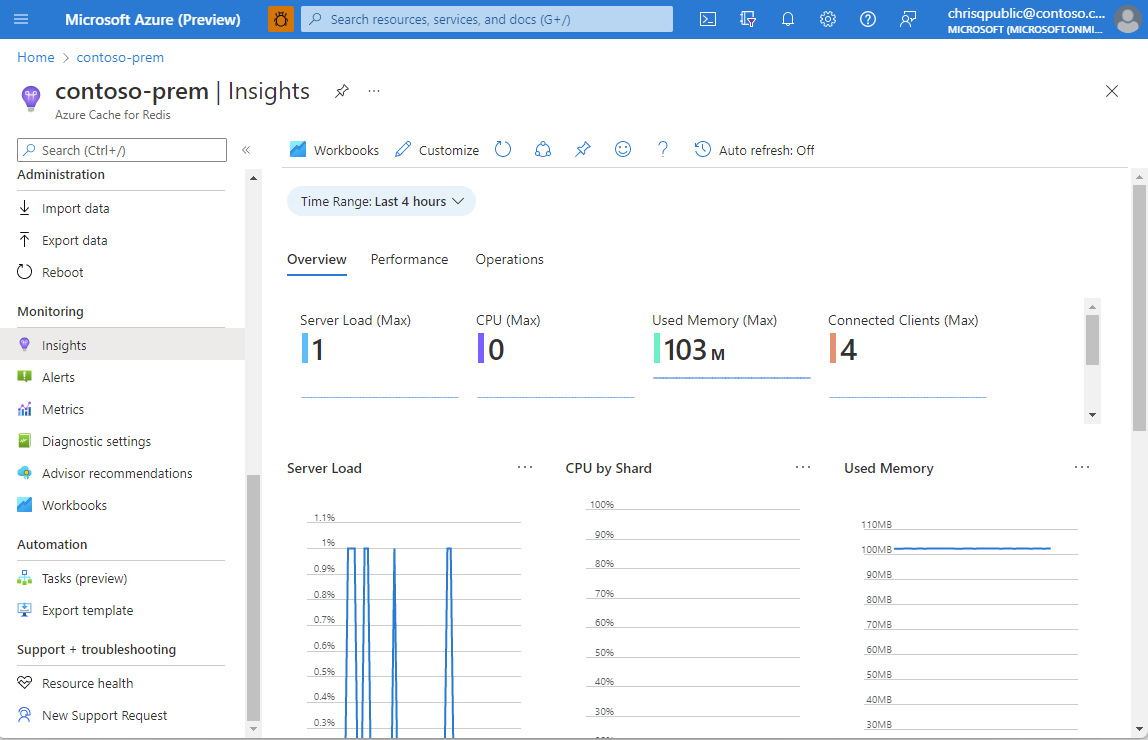 Microsoft Azure (Preview)
Search resources, services, and docs (G+/)
chrisqpublic@contoso.c...
MICROSOFT (MICROSOFT.ONMI...
Home > contoso-prem
contoso-prem | Insights
...
Azure Cache for Redis
Search (Ctrl+/)
«
Administration
Import data
Export data
Reboot
Monitoring
Insights
Alerts
Metrics
Diagnostic settings
Advisor recommendations
Workbooks
Automation
Tasks (preview)
Export template
Support + troubleshooting
Resource health
New Support Request
Workbooks
Customize
Auto refresh: Off
Time Range: Last 4 hours
Overview
Performance
Operations
Server Load (Max)
1
CPU (Max)
0
Used Memory (Max)
103 M
Connected Clients (Max)
4
Server Load
...
1.1%
1%
0.9%
0.8%
0.7%
0.6%
0.5%
0.4%
0.3%
CPU by Shard
...
100%
90%
80%
70%
60%
50%
40%
30%
Used Memory
...
110MB
100MB
90MB
80MB
70MB
60MB
50MB
40MB
30MB